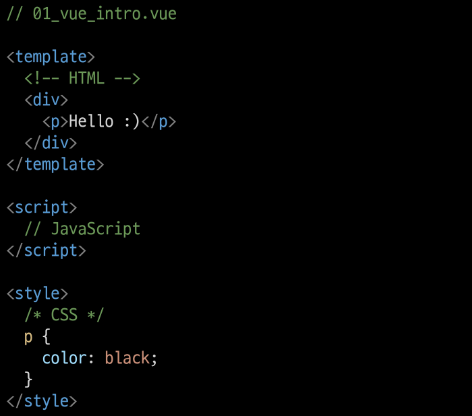 // 01_vue_intro.vue
<template>
<!-- HTML -->
<div>
<p>Hello :)</p>
</div>
</template>
<script>
// JavaScript
</script>
<style>
/* CSS */
p {
color: black;
}
</style>